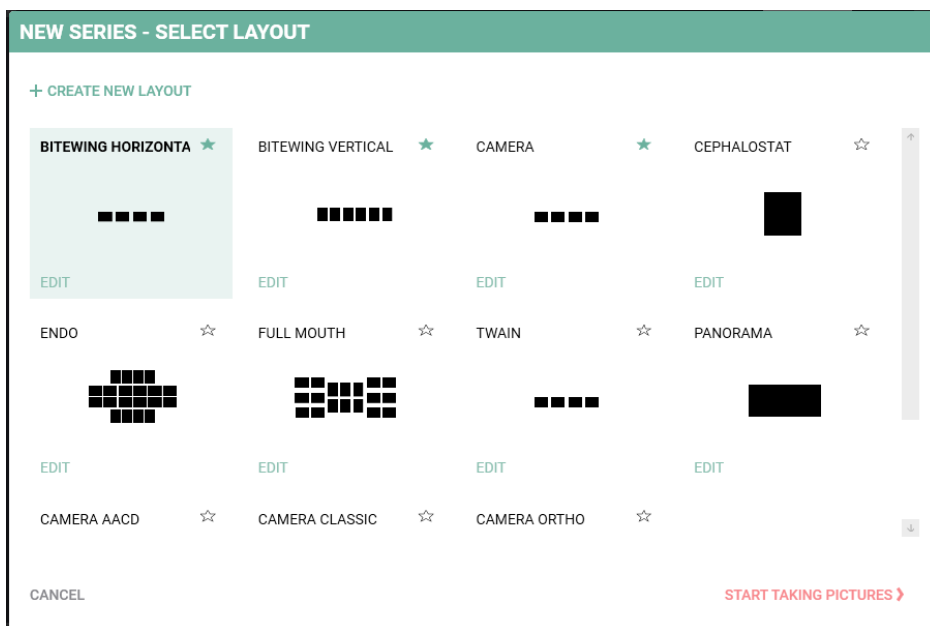 NEW SERIES - SELECT LAYOUT
+ CREATE NEW LAYOUT
BITEWING HORIZONTA
BITEWING VERTICAL
CAMERA
CEPHALOSTAT
EDIT
EDIT
EDIT
EDIT
ENDO
FULL MOUTH
TWAIN
PANORAMA
EDIT
EDIT
EDIT
EDIT
CAMERA AACD
CAMERA CLASSIC
CAMERA ORTHO
CANCEL
START TAKING PICTURES